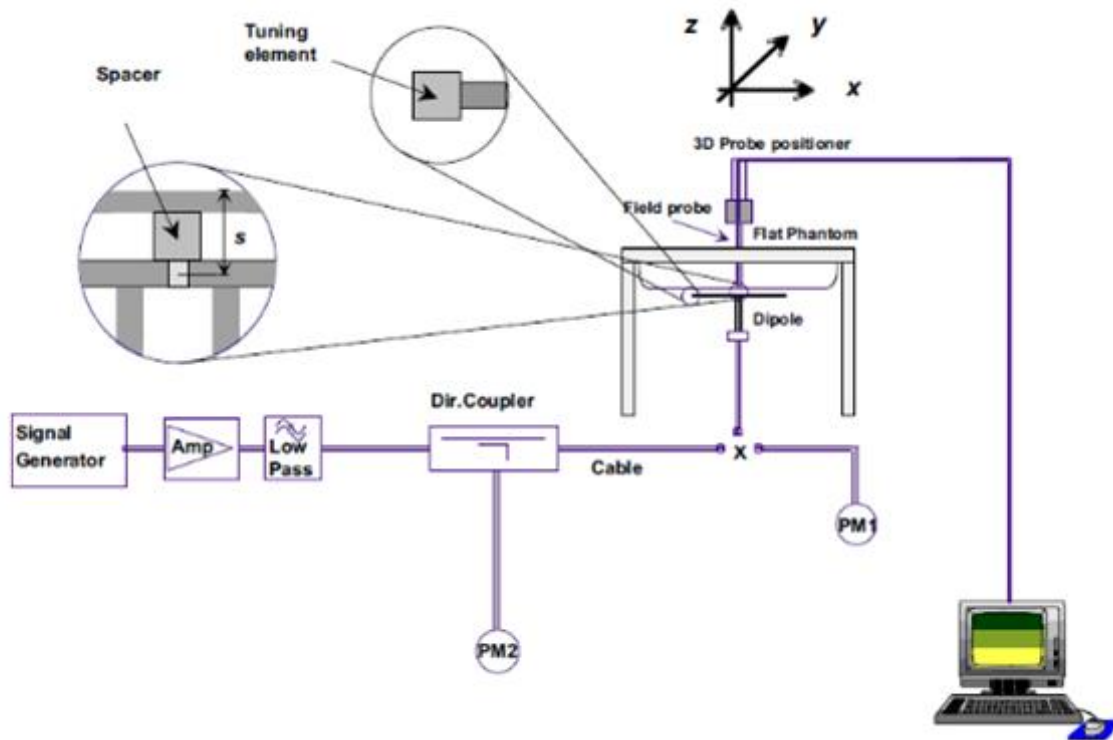 Tuning
element
Spacer
s
z
y
x
3D Probe positioner
Field probe
Flat Phantom
Dipole
Dir.Coupler
Signal
Generator
Amp
Low
Pass
Cable
X
PM1
PM2